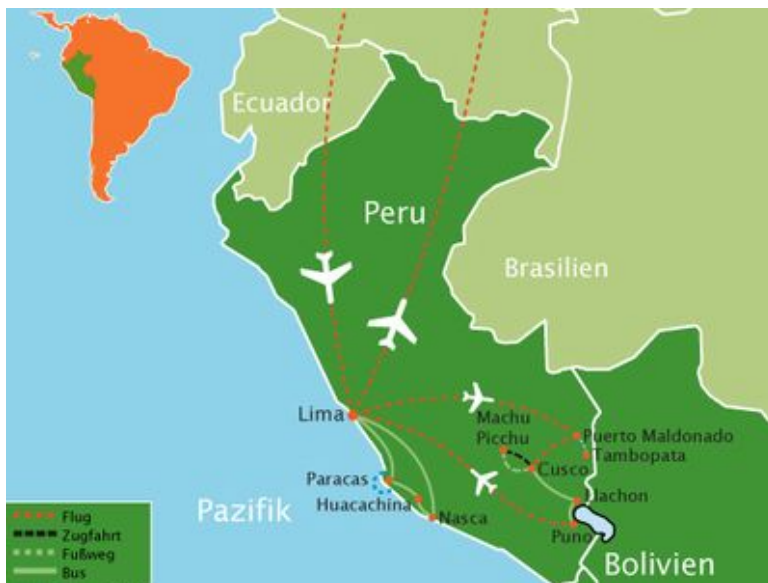 Ecuador
Peru
Brasilien
Lima
Machu
Picchu
Puerto Maldonado
Tambopata
Cusco
Paracas
Huacachina
Llachon
Nasca
Puno
Pazifik
Bolivien
Flug
Zugfahrt
Fußweg
Bus